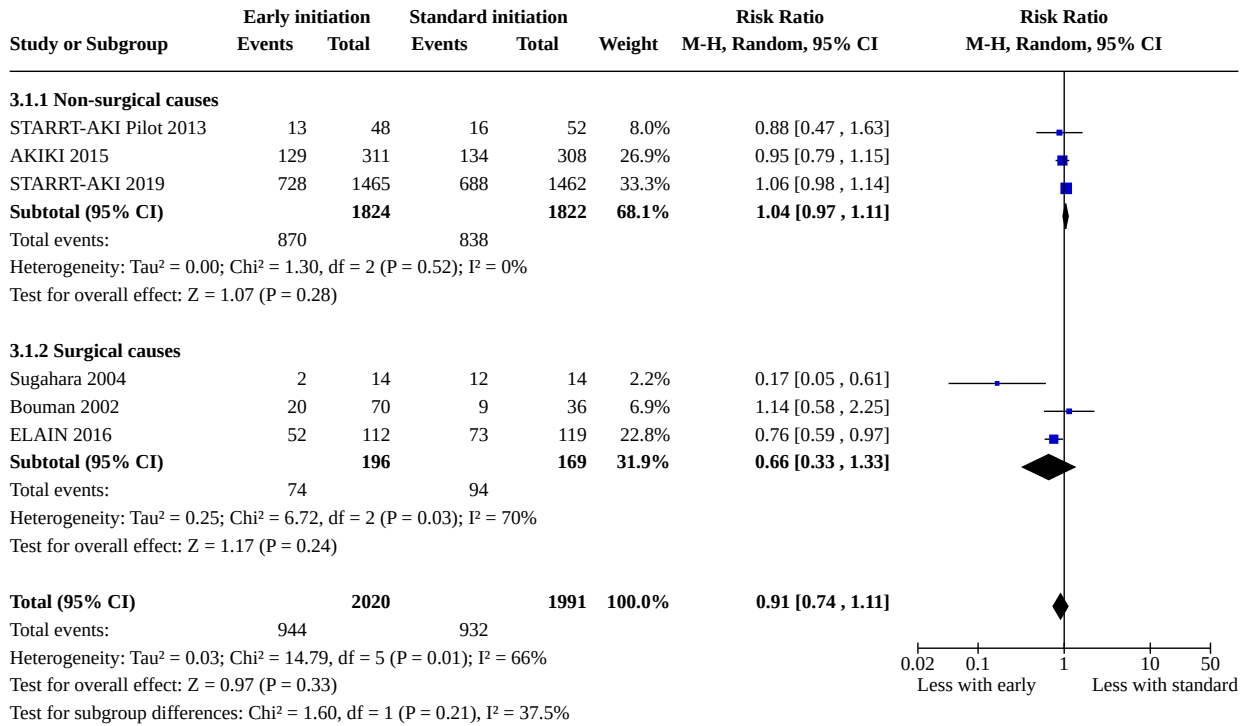 Early initiation Standard initiation Risk Ratio Risk Ratio
Study or Subgroup Events Total Events Total Weight M-H, Random, 95% CI M-H, Random, 95% CI
3.1.1 Non-surgical causes
STARRT-AKI Pilot 2013 13 48 16 52 8.0% 0.88 [0.47 , 1.63]
AKIKI 2015 129 311 134 308 26.9% 0.95 [0.79 , 1.15]
STARRT-AKI 2019 728 1465 688 1462 33.3% 1.06 [0.98 , 1.14]
Subtotal (95% CI) 1824 1822 68.1% 1.04 [0.97 , 1.11]
Total events: 870 838
Heterogeneity: Tau² = 0.00; Chi² = 1.30, df = 2 (P = 0.52); I² = 0%
Test for overall effect: Z = 1.07 (P = 0.28)
3.1.2 Surgical causes
Sugahara 2004 2 14 12 14 2.2% 0.17 [0.05 , 0.61]
Bouman 2002 20 70 9 36 6.9% 1.14 [0.58 , 2.25]
ELAIN 2016 52 112 73 119 22.8% 0.76 [0.59 , 0.97]
Subtotal (95% CI) 196 169 31.9% 0.66 [0.33 , 1.33]
Total events: 74 94
Heterogeneity: Tau² = 0.25; Chi² = 6.72, df = 2 (P = 0.03); I² = 70%
Test for overall effect: Z = 1.17 (P = 0.24)
Total (95% CI) 2020 1991 100.0% 0.91 [0.74 , 1.11]
Total events: 944 932
Heterogeneity: Tau² = 0.03; Chi² = 14.79, df = 5 (P = 0.01); I² = 66%
Test for overall effect: Z = 0.97 (P = 0.33)
Test for subgroup differences: Chi² = 1.60, df = 1 (P = 0.21), I² = 37.5%
0.02 0.1 1 10 50
Less with early Less with standard